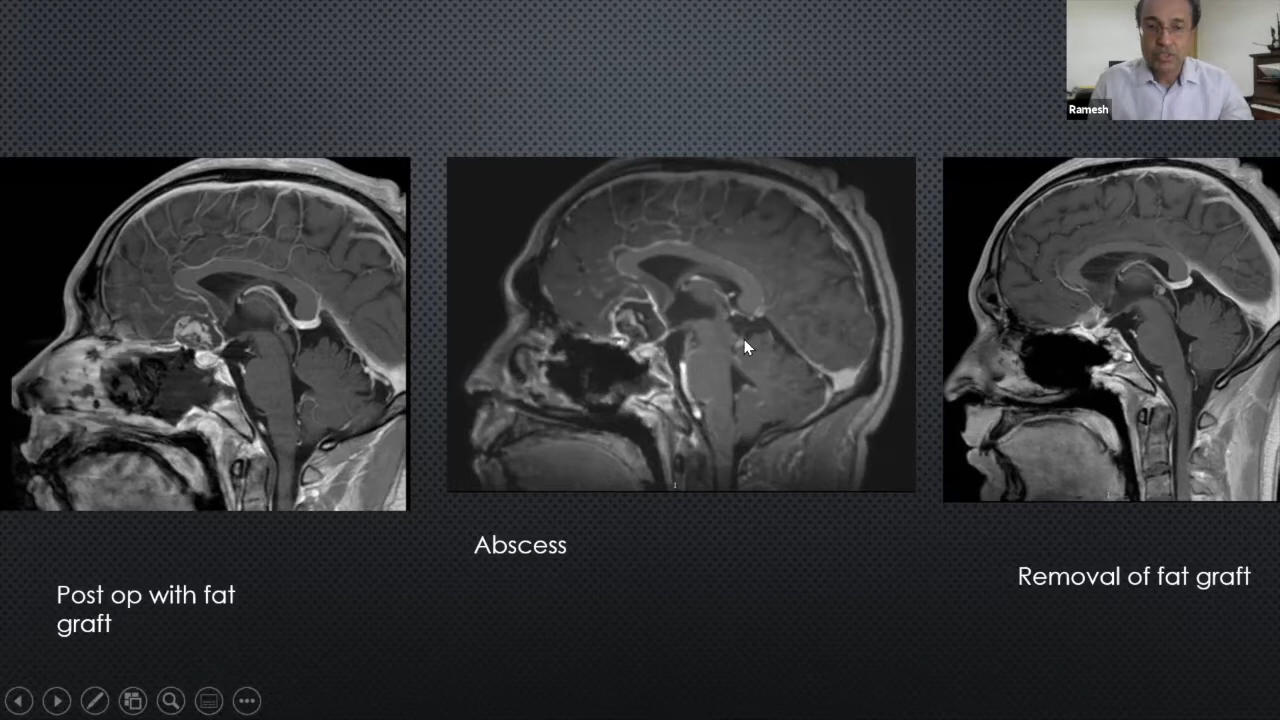 Ramesh
Abscess
Removal of fat graft
Post op with fat
graft